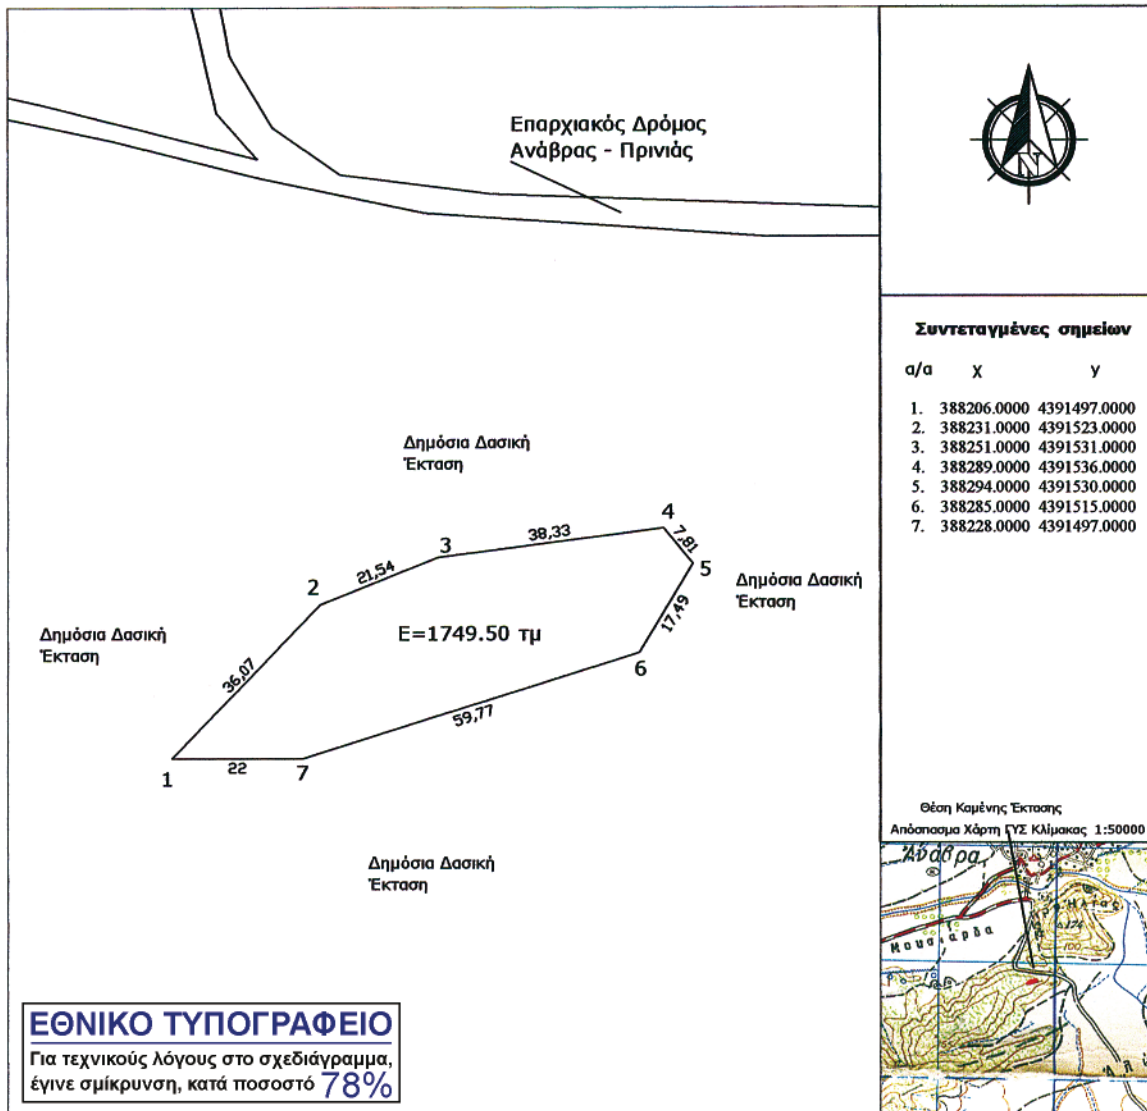 Επαρχιακός Δρόμος
Ανάβρας - Πρινιάς
N
Συντεταγμένες σημείων
α/α χ y
1. 388206.0000 4391497.0000
2. 388231.0000 4391523.0000
3. 388251.0000 4391531.0000
4. 388289.0000 4391536.0000
5. 388294.0000 4391530.0000
6. 388285.0000 4391515.0000
7. 388228.0000 4391497.0000
Δημόσια Δασική
Έκταση
4
38,33
7,81
3
5
21,54
Δημόσια Δασική
Έκταση
2
17,49
Δημόσια Δασική
Έκταση
E=1749.50 τμ
6
36,07
59,77
1
22
7
Δημόσια Δασική
Έκταση
Θέση Καμένης Έκτασης
Απόσπασμα Χάρτη ΓΥΣ Κλίμακας 1:50000
Ἀνάβρα
Μουσιάρδα
174
100
ΕΘΝΙΚΟ ΤΥΠΟΓΡΑΦΕΙΟ
Για τεχνικούς λόγους στο σχεδιάγραμμα,
έγινε σμίκρυνση, κατά ποσοστό 78%